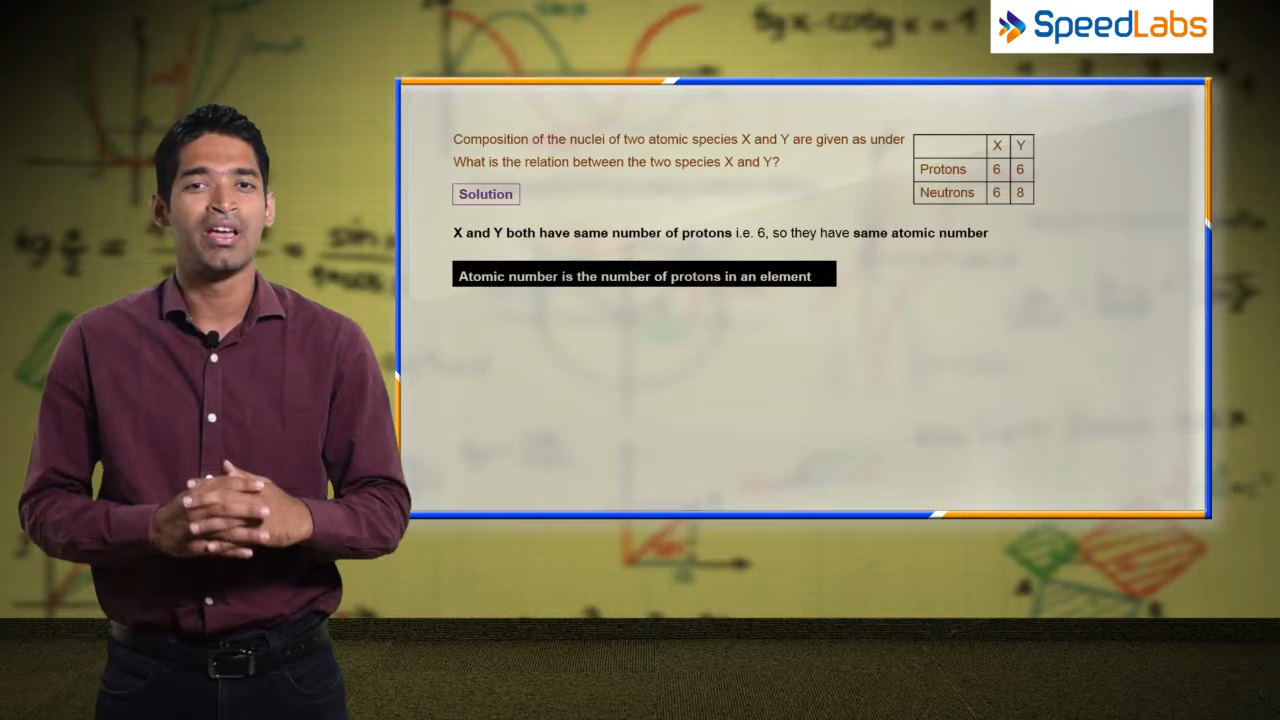 SpeedLabs
Composition of the nuclei of two atomic species X and Y are given as under
What is the relation between the two species X and Y?
X Y
Protons 6 6
Neutrons 6 8
Solution
X and Y both have same number of protons i.e. 6, so they have same atomic number
Atomic number is the number of protons in an element